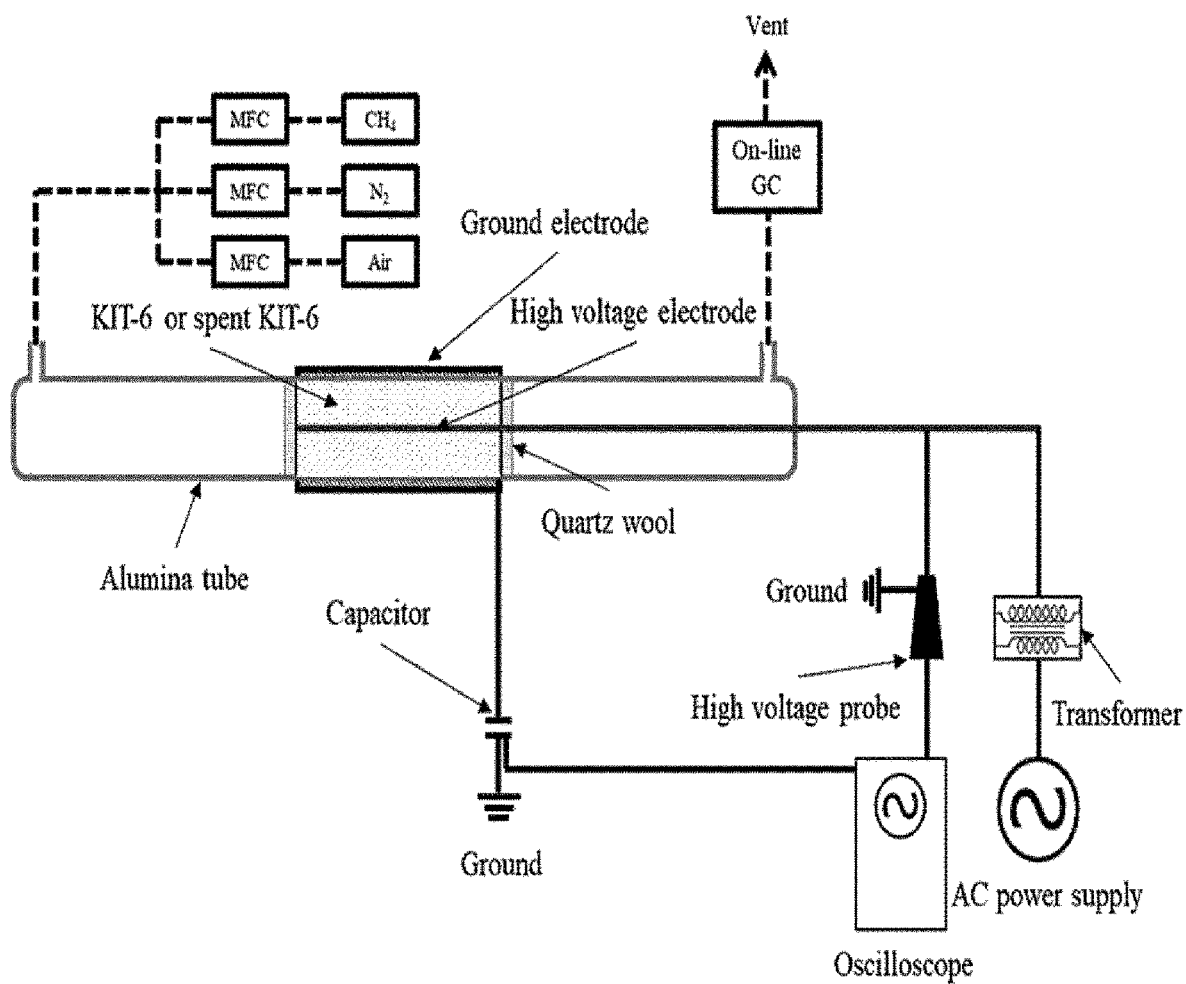 Vent
MFC
CH₄
On-line
GC
MFC
N₂
Ground electrode
MFC
Air
KIT-6 or spent KIT-6
High voltage electrode
Quartz wool
Alumina tube
Ground
Capacitor
High voltage probe
Transformer
Ground
AC power supply
Oscilloscope